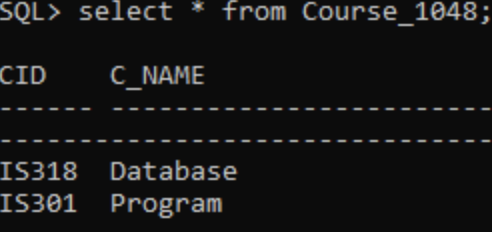 SQL> select * from Course_1048;
CID    C_NAME
------ ------------------------
-------------------------------
IS318  Database
IS301  Program